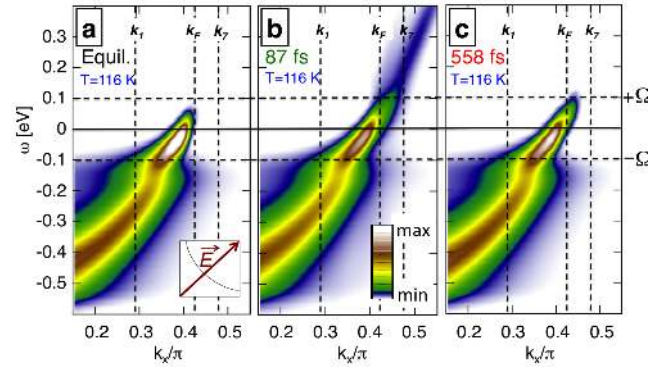 a b c
k₁ k_F k₇ k₁ k_F k₇ k₁ k_F k₇
Equil. 87 fs 558 fs
T=116 K T=116 K T=116 K
0.3
0.2
0.1 +Ω
0
-0.1 -Ω
-0.2
-0.3
-0.4
-0.5
ω [eV]
E
max
min
0.2 0.3 0.4 0.5 0.2 0.3 0.4 0.5 0.2 0.3 0.4 0.5
kₓ/π kₓ/π kₓ/π